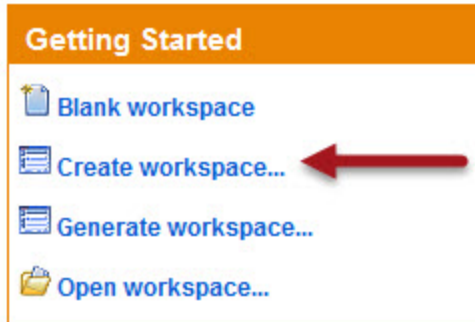 Getting Started
Blank workspace
Create workspace...
Generate workspace...
Open workspace...